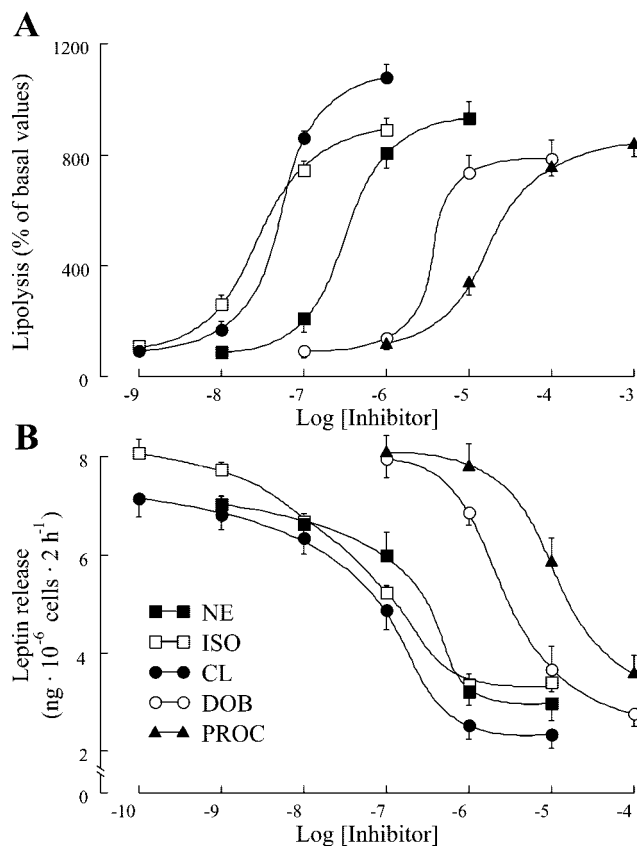 A
Lipolysis (% of basal values)
1200
800
400
0
-9 -8 -7 -6 -5 -4 -3
Log [Inhibitor]
B
Leptin release
(ng · 10⁻⁶ cells · 2 h⁻¹)
8
6
4
2
0
NE
ISO
CL
DOB
PROC
-10 -9 -8 -7 -6 -5 -4
Log [Inhibitor]